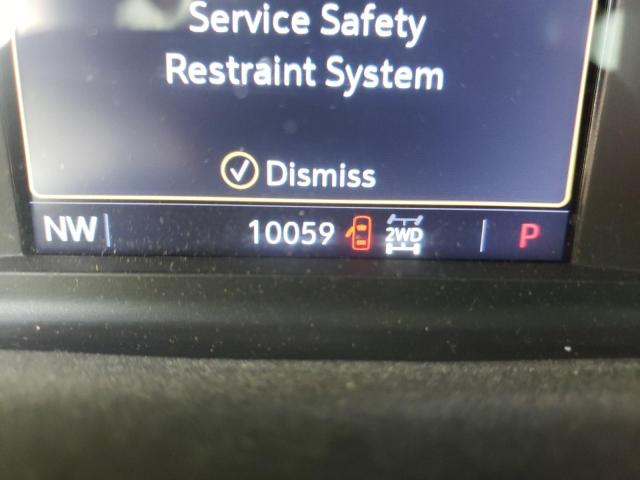 Service Safety
Restraint System
Dismiss
NW 10059 2WD P